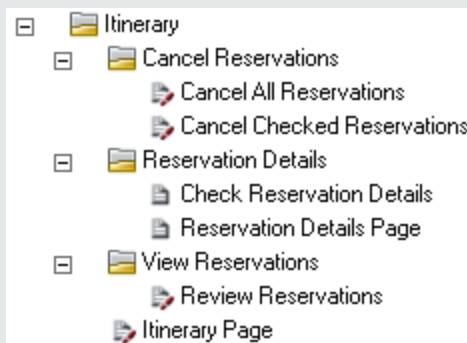 Itinerary
Cancel Reservations
Cancel All Reservations
Cancel Checked Reservations
Reservation Details
Check Reservation Details
Reservation Details Page
View Reservations
Review Reservations
Itinerary Page